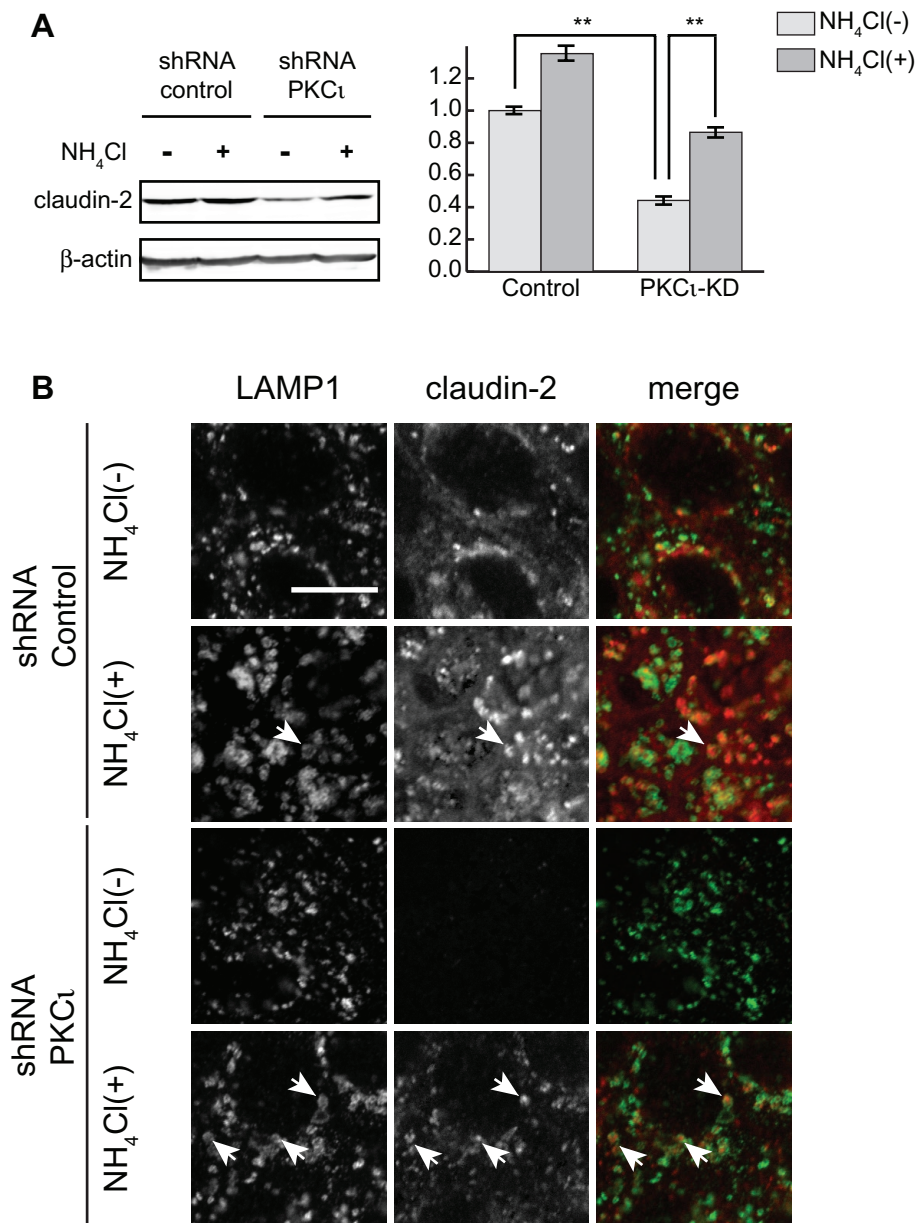 A
shRNA control
shRNA PKCι
NH₄Cl - + - +
claudin-2
β-actin
** **
NH₄Cl(-)
NH₄Cl(+)
1.2
1.0
0.8
0.6
0.4
0.2
0.0
Control PKCι-KD
B
LAMP1 claudin-2 merge
shRNA Control
NH₄Cl(-)
NH₄Cl(+)
shRNA PKCι
NH₄Cl(-)
NH₄Cl(+)